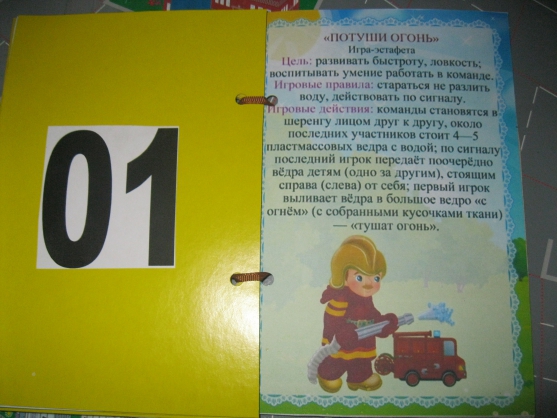 01
«ПОТУШИ ОГОНЬ»
Игра-эстафета
Цель: развивать быстроту, ловкость;
воспитывать умение работать в команде.
Игровые правила: стараться не разлить
воду, действовать по сигналу.
Игровые действия: команды становятся в
шеренгу лицом друг к другу, около
последних участников стоит 4—5
пластмассовых ведра с водой; по сигналу
последний игрок передаёт поочерёдно
вёдра детям (одно за другим), стоящим
справа (слева) от себя; первый игрок
выливает вёдра в большое ведро «с
огнём» (с собранными кусочками ткани)
— «тушат огонь».